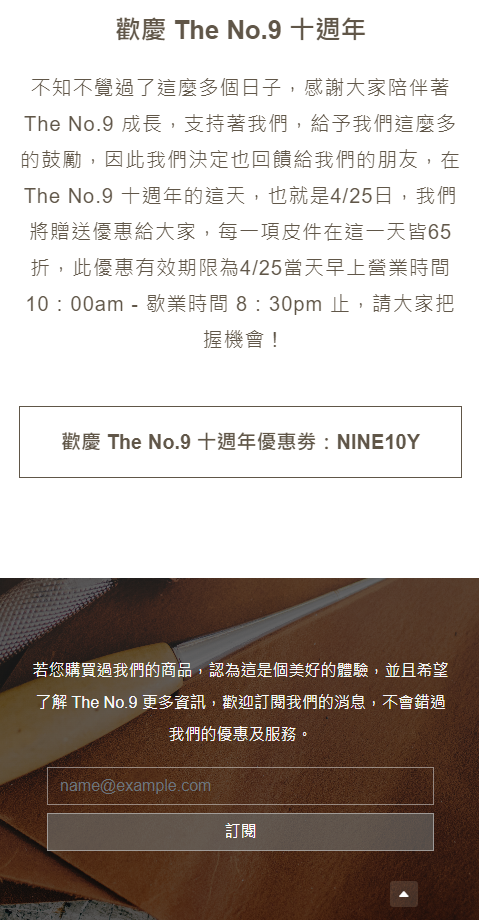 歡慶 The No.9 十週年
不知不覺過了這麼多個日子，感謝大家陪伴著
The No.9 成長，支持著我們，給予我們這麼多
的鼓勵，因此我們決定也回饋給我們的朋友，在
The No.9 十週年的這天，也就是4/25日，我們
將贈送優惠給大家，每一項皮件在這一天皆65
折，此優惠有效期限為4/25當天早上營業時間
10：00am - 歇業時間 8：30pm 止，請大家把
握機會！
歡慶 The No.9 十週年優惠劵：NINE10Y
若您購買過我們的商品，認為這是個美好的體驗，並且希望
了解 The No.9 更多資訊，歡迎訂閱我們的消息，不會錯過
我們的優惠及服務。
name@example.com
訂閱